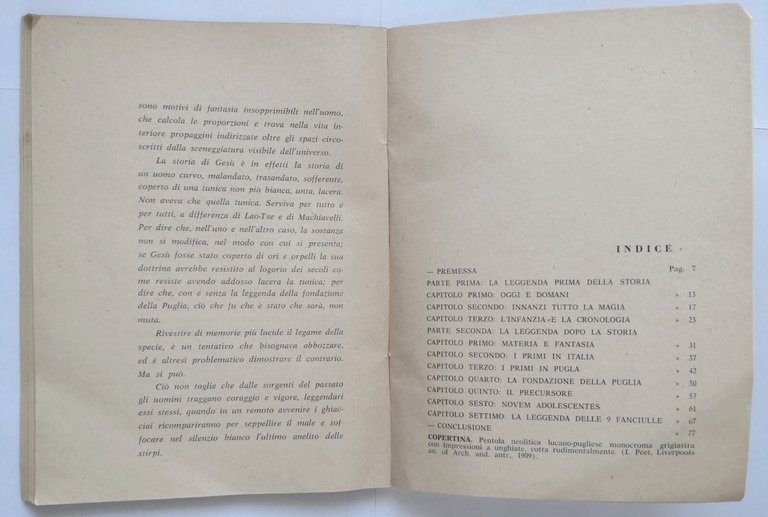 sono motivi di fantasia insopprimibili nell'uomo,
che calcola le proporzioni e trova nella vita in-
teriore propaggini indirizzate oltre gli spazi circo-
scritti dalla sceneggiatura visibile dell'universo.
La storia di Gesù è in effetti la storia di
un uomo curvo, malandato, trasandato, sofferente,
coperto di una tunica non più bianca, unta, lacera.
Non aveva che quella tunica. Serviva per tutto e
per tutti, a differenza di Lao-Tse e di Machiavelli.
Per dire che, nell'uno e nell'altro caso, la sostanza
non si modifica, nel modo con cui si presenta;
se Gesù fosse stato coperto di ori e orpelli la sua
dottrina avrebbe resistito al logorio dei secoli co
me resiste avendo addosso lacera la tunica; per
dire che, con e senza la leggenda della fondazione
della Puglia, ciò che fu che è stato che sarà, non
muta.
Rivestire di memorie più lucide il legame della
specie, è un tentativo che bisognava abbozzare,
ed è altresì problematico dimostrare il contrario.
Ma si può.
Ciò non toglie che dalle sorgenti del passato
gli uomini traggano coraggio e vigore, leggendari
essi stessi, quando in un remoto avvenire i ghiac-
ciai ricompariranno per seppellire il male e sof-
focare nel silenzio bianco l'ultimo anelito delle
stirpi.
INDICE
— PREMESSA Pag. 7
PARTE PRIMA: LA LEGGENDA PRIMA DELLA STORIA
CAPITOLO PRIMO: OGGI E DOMANI » 13
CAPITOLO SECONDO: INNANZI TUTTO LA MAGIA » 17
CAPITOLO TERZO: L'INFANZIA E LA CRONOLOGIA » 23
PARTE SECONDA: LA LEGGENDA DOPO LA STORIA
CAPITOLO PRIMO: MATERIA E FANTASIA » 31
CAPITOLO SECONDO: I PRIMI IN ITALIA » 37
CAPITOLO TERZO: I PRIMI IN PUGLA » 42
CAPITOLO QUARTO: LA FONDAZIONE DELLA PUGLIA » 50
CAPITOLO QUINTO: IL PRECURSORE » 57
CAPITOLO SESTO: NOVEM ADOLESCENTES » 61
CAPITOLO SETTIMO: LA LEGGENDA DELLE 9 FANCIULLE » 67
— CONCLUSIONE » 77
COPERTINA. Pentola neolitica lucano-pugliese monocroma grigiastra
con impressioni a unghiate, cotta rudimentalmente. (I. Peet, Liverpools
an. of Arch. and. antr., 1909).